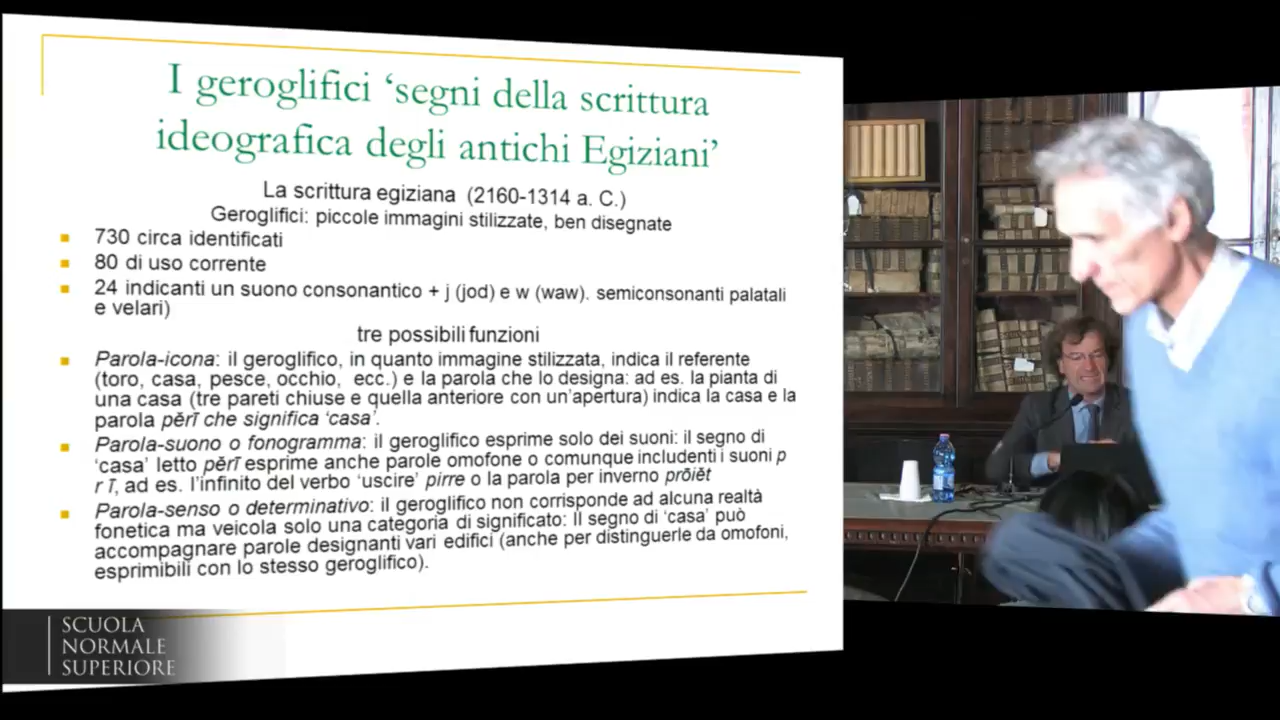 I geroglifici ‘segni della scrittura
ideografica degli antichi Egiziani’
La scrittura egiziana (2160-1314 a. C.)
Geroglifici: piccole immagini stilizzate, ben disegnate
730 circa identificati
80 di uso corrente
24 indicanti un suono consonantico + j (jod) e w (waw). semiconsonanti palatali
e velari)
tre possibili funzioni
Parola-icona: il geroglifico, in quanto immagine stilizzata, indica il referente
(toro, casa, pesce, occhio, ecc.) e la parola che lo designa: ad es. la pianta di
una casa (tre pareti chiuse e quella anteriore con un’apertura) indica la casa e la
parola pĕrī che significa ‘casa’.
Parola-suono o fonogramma: il geroglifico esprime solo dei suoni: il segno di
‘casa’ letto pĕrī esprime anche parole omofone o comunque includenti i suoni p
r ī, ad es. l’infinito del verbo ‘uscire’ pirre o la parola per inverno prōiĕt
Parola-senso o determinativo: il geroglifico non corrisponde ad alcuna realtà
fonetica ma veicola solo una categoria di significato: Il segno di ‘casa’ può
accompagnare parole designanti vari edifici (anche per distinguerle da omofoni,
esprimibili con lo stesso geroglifico).
SCUOLA
NORMALE
SUPERIORE